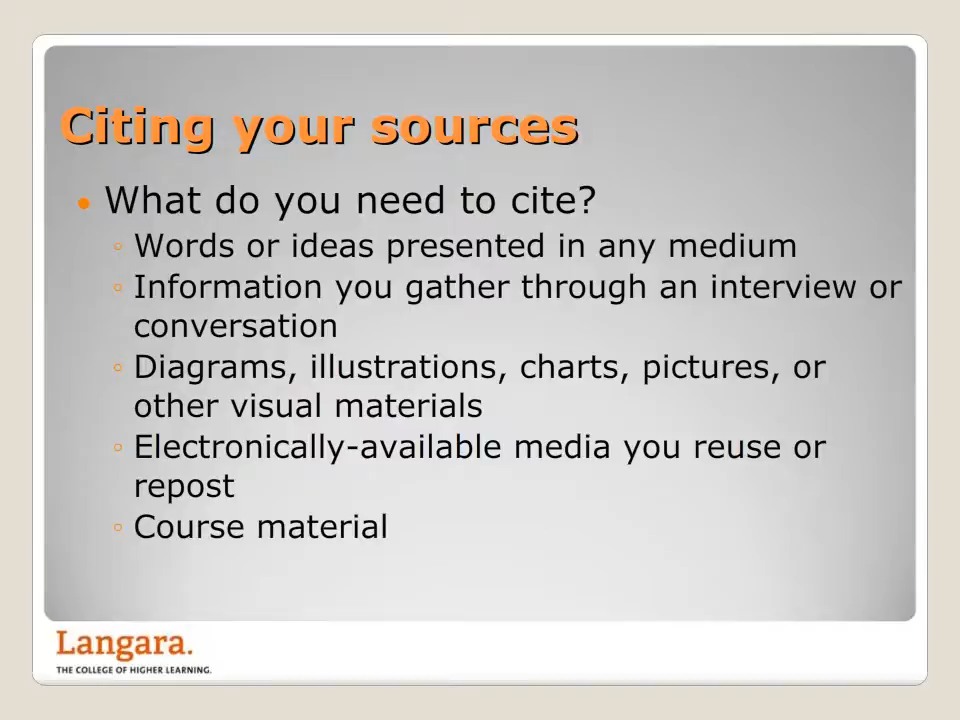 Citing your sources
• What do you need to cite?
◦ Words or ideas presented in any medium
◦ Information you gather through an interview or
conversation
◦ Diagrams, illustrations, charts, pictures, or
other visual materials
◦ Electronically-available media you reuse or
repost
◦ Course material
Langara.
THE COLLEGE OF HIGHER LEARNING.